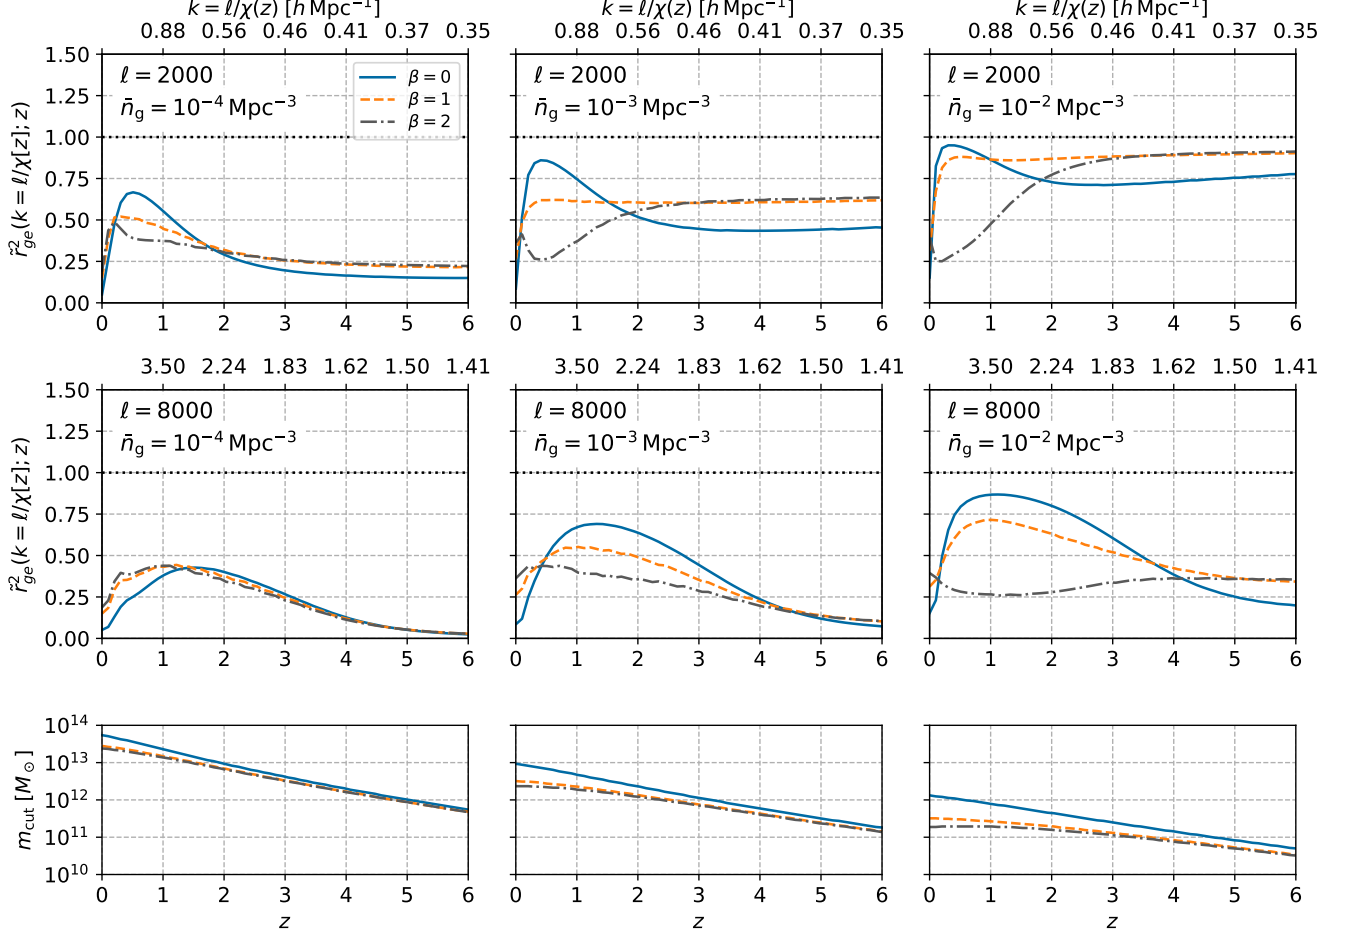 k = ℓ/χ(z) [h Mpc⁻¹] k = ℓ/χ(z) [h Mpc⁻¹] k = ℓ/χ(z) [h Mpc⁻¹]
0.88 0.56 0.46 0.41 0.37 0.35 0.88 0.56 0.46 0.41 0.37 0.35 0.88 0.56 0.46 0.41 0.37 0.35
1.50
1.25
1.00
0.75
0.50
0.25
0.00
r̃²ge(k = ℓ/χ[z]; z)
ℓ = 2000
n̄g = 10⁻⁴ Mpc⁻³
β = 0
β = 1
β = 2
ℓ = 2000
n̄g = 10⁻³ Mpc⁻³
ℓ = 2000
n̄g = 10⁻² Mpc⁻³
0 1 2 3 4 5 6 0 1 2 3 4 5 6 0 1 2 3 4 5 6
3.50 2.24 1.83 1.62 1.50 1.41 3.50 2.24 1.83 1.62 1.50 1.41 3.50 2.24 1.83 1.62 1.50 1.41
1.50
1.25
1.00
0.75
0.50
0.25
0.00
r̃²ge(k = ℓ/χ[z]; z)
ℓ = 8000
n̄g = 10⁻⁴ Mpc⁻³
ℓ = 8000
n̄g = 10⁻³ Mpc⁻³
ℓ = 8000
n̄g = 10⁻² Mpc⁻³
0 1 2 3 4 5 6 0 1 2 3 4 5 6 0 1 2 3 4 5 6
10¹⁴
10¹³
10¹²
10¹¹
10¹⁰
mcut [M⊙]
0 1 2 3 4 5 6 0 1 2 3 4 5 6 0 1 2 3 4 5 6
z z z